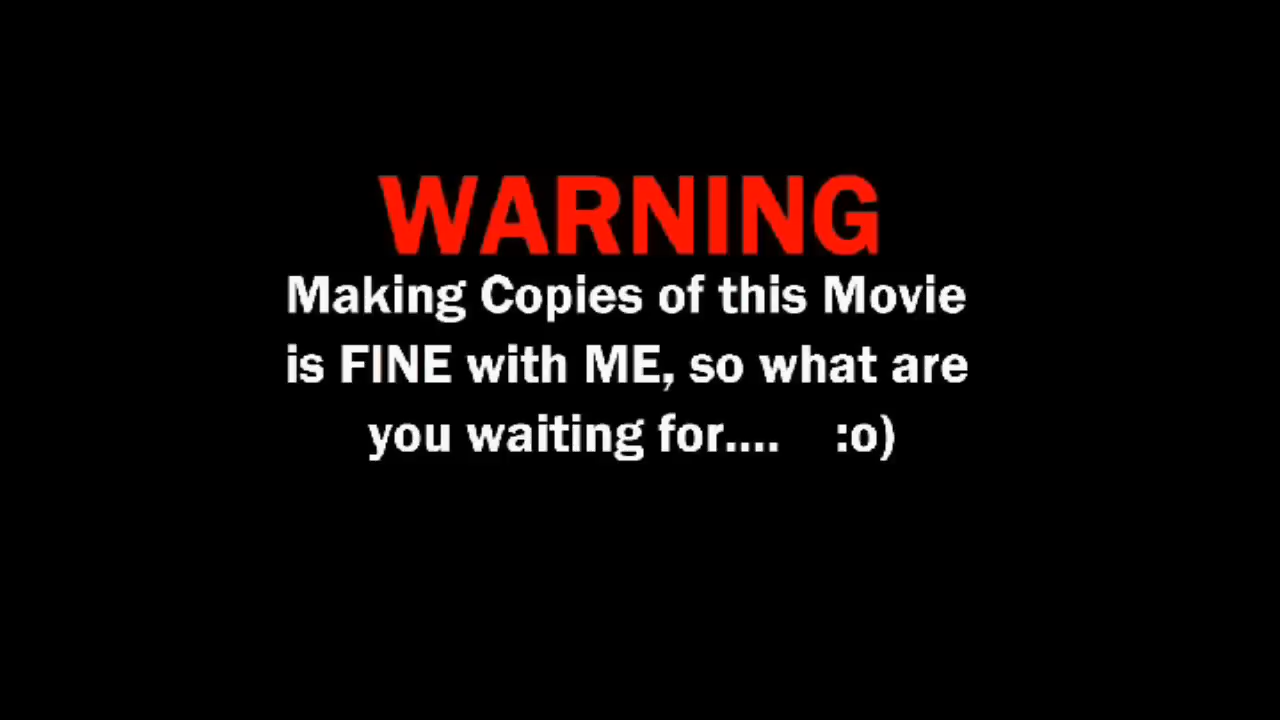 WARNING
Making Copies of this Movie
is FINE with ME, so what are
you waiting for.... :o)